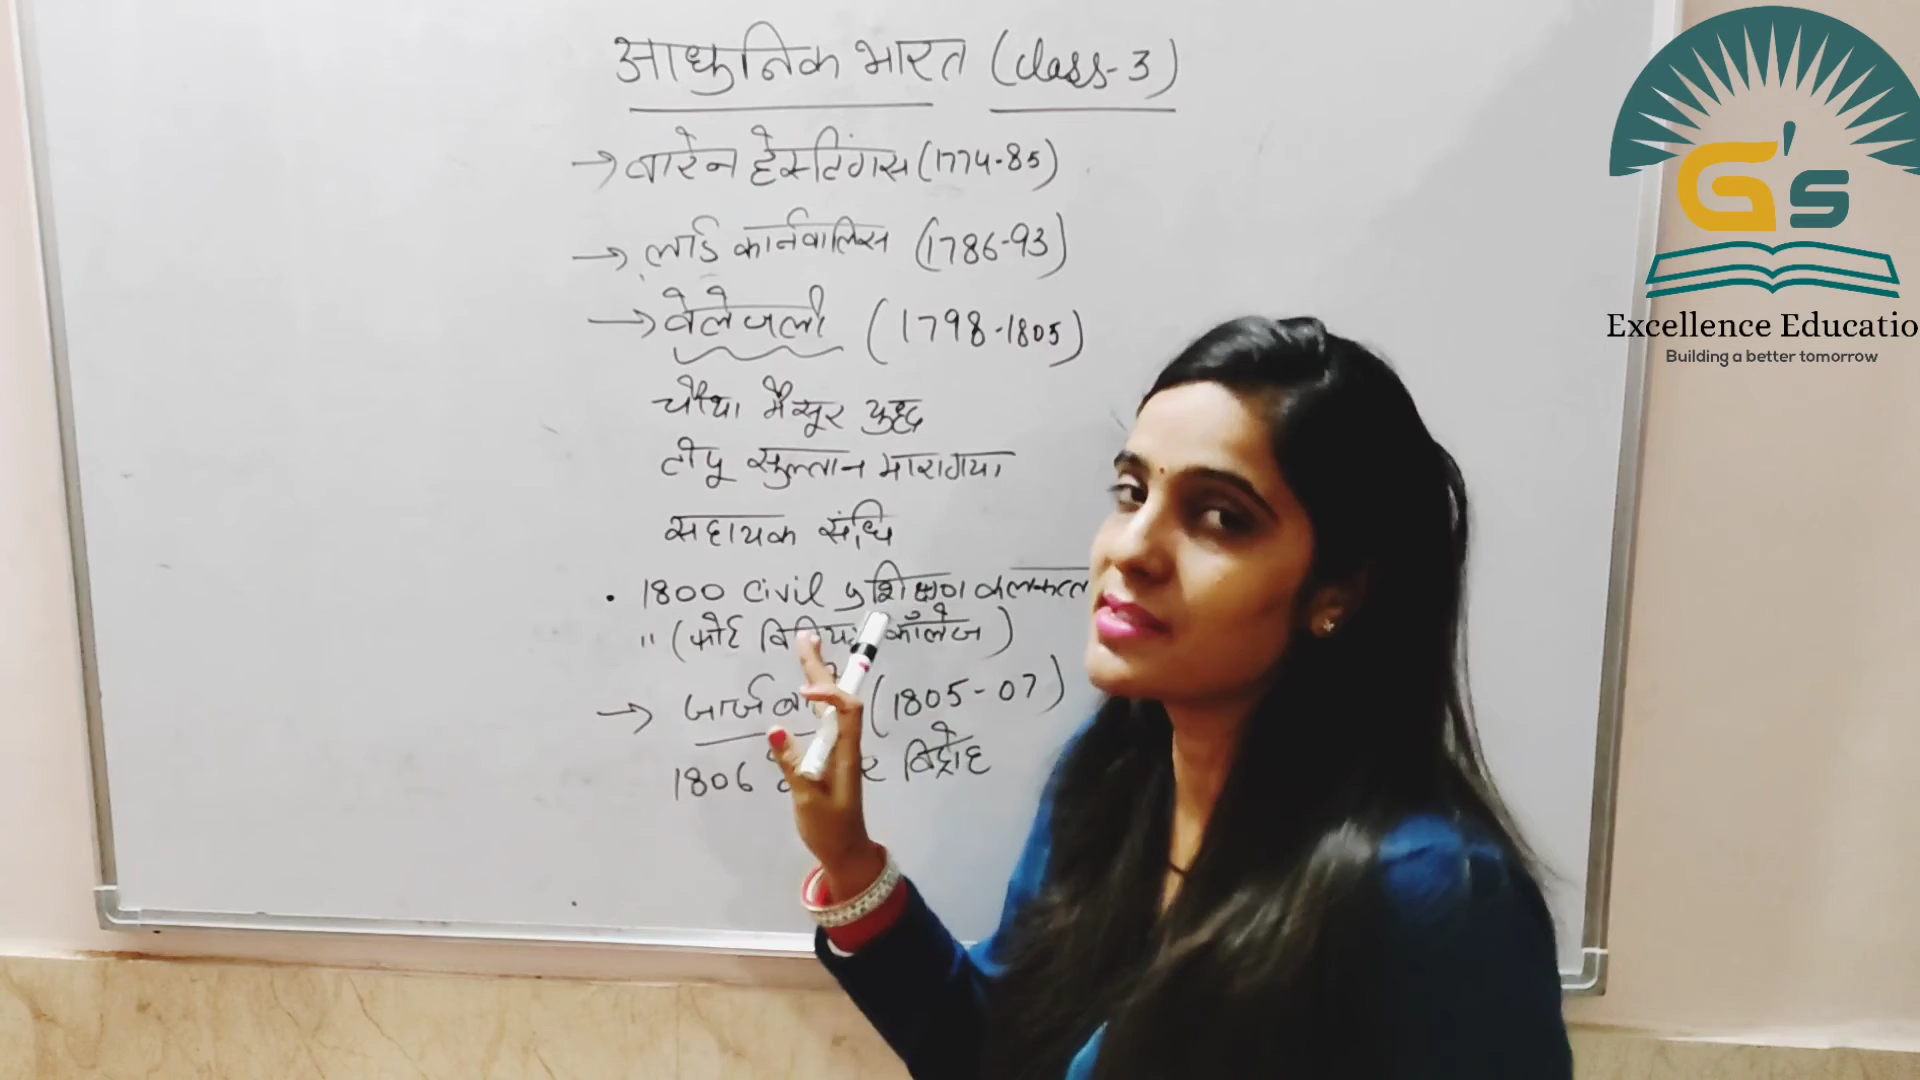 आधुनिक भारत (class-3)
→ वारेन हेस्टिंगस (1774-85)
→ लार्ड कार्नवालिस (1786-93)
→ वेलेजली (1798-1805)
चौथा मैसूर युद्ध
टीपू सुल्तान मारा गया
सहायक संधि
• 1800 Civil प्रशिक्षण कलकत्त
" (फोर्ट कॉलेज)
→ जार्ज (1805-07)
1806 विद्रोह
G's
Excellence Educatio
Building a better tomorrow